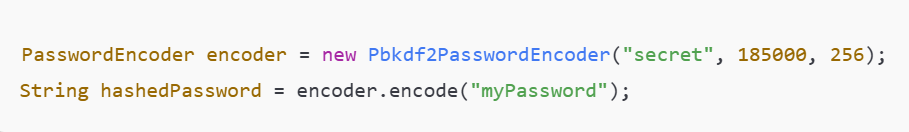 PasswordEncoder encoder = new Pbkdf2PasswordEncoder("secret", 185000, 256);
String hashedPassword = encoder.encode("myPassword");